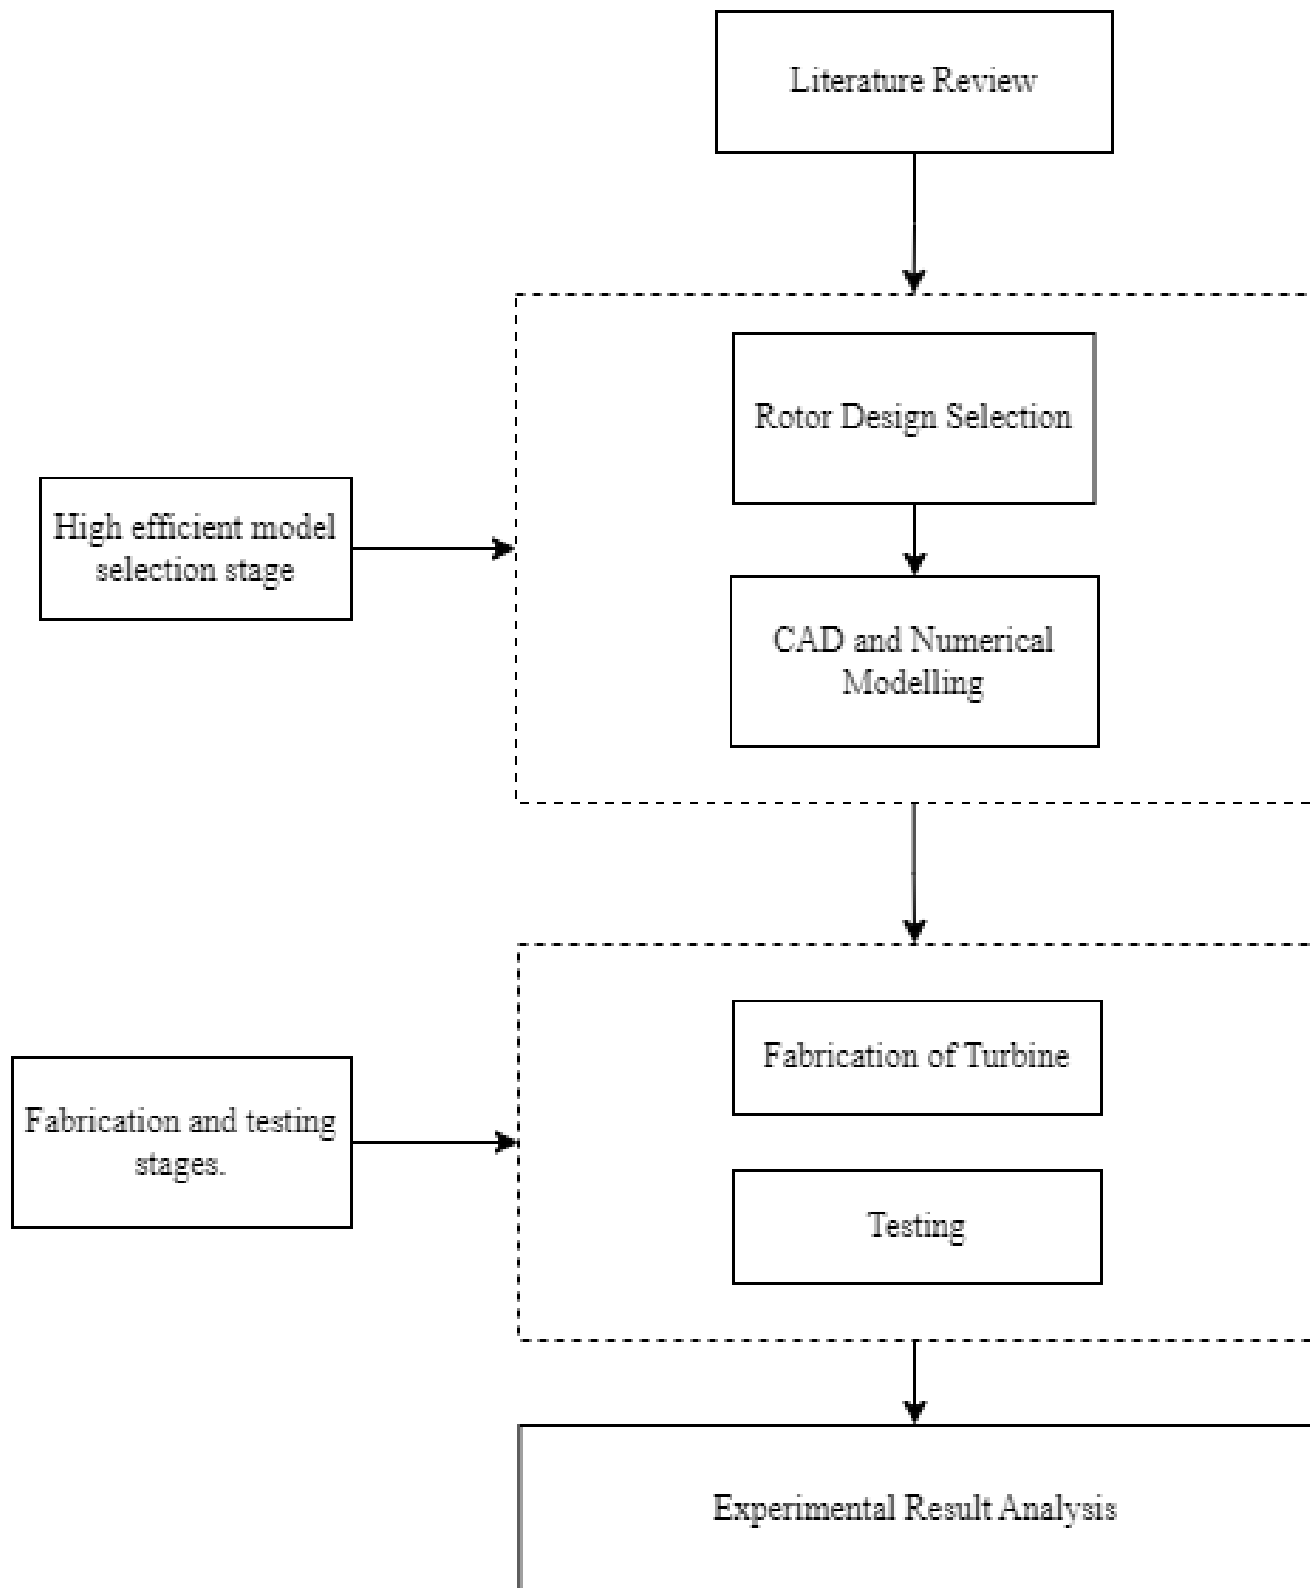 Literature Review
Rotor Design Selection
High efficient model
selection stage
CAD and Numerical
Modelling
Fabrication of Turbine
Fabrication and testing
stages.
Testing
Experimental Result Analysis